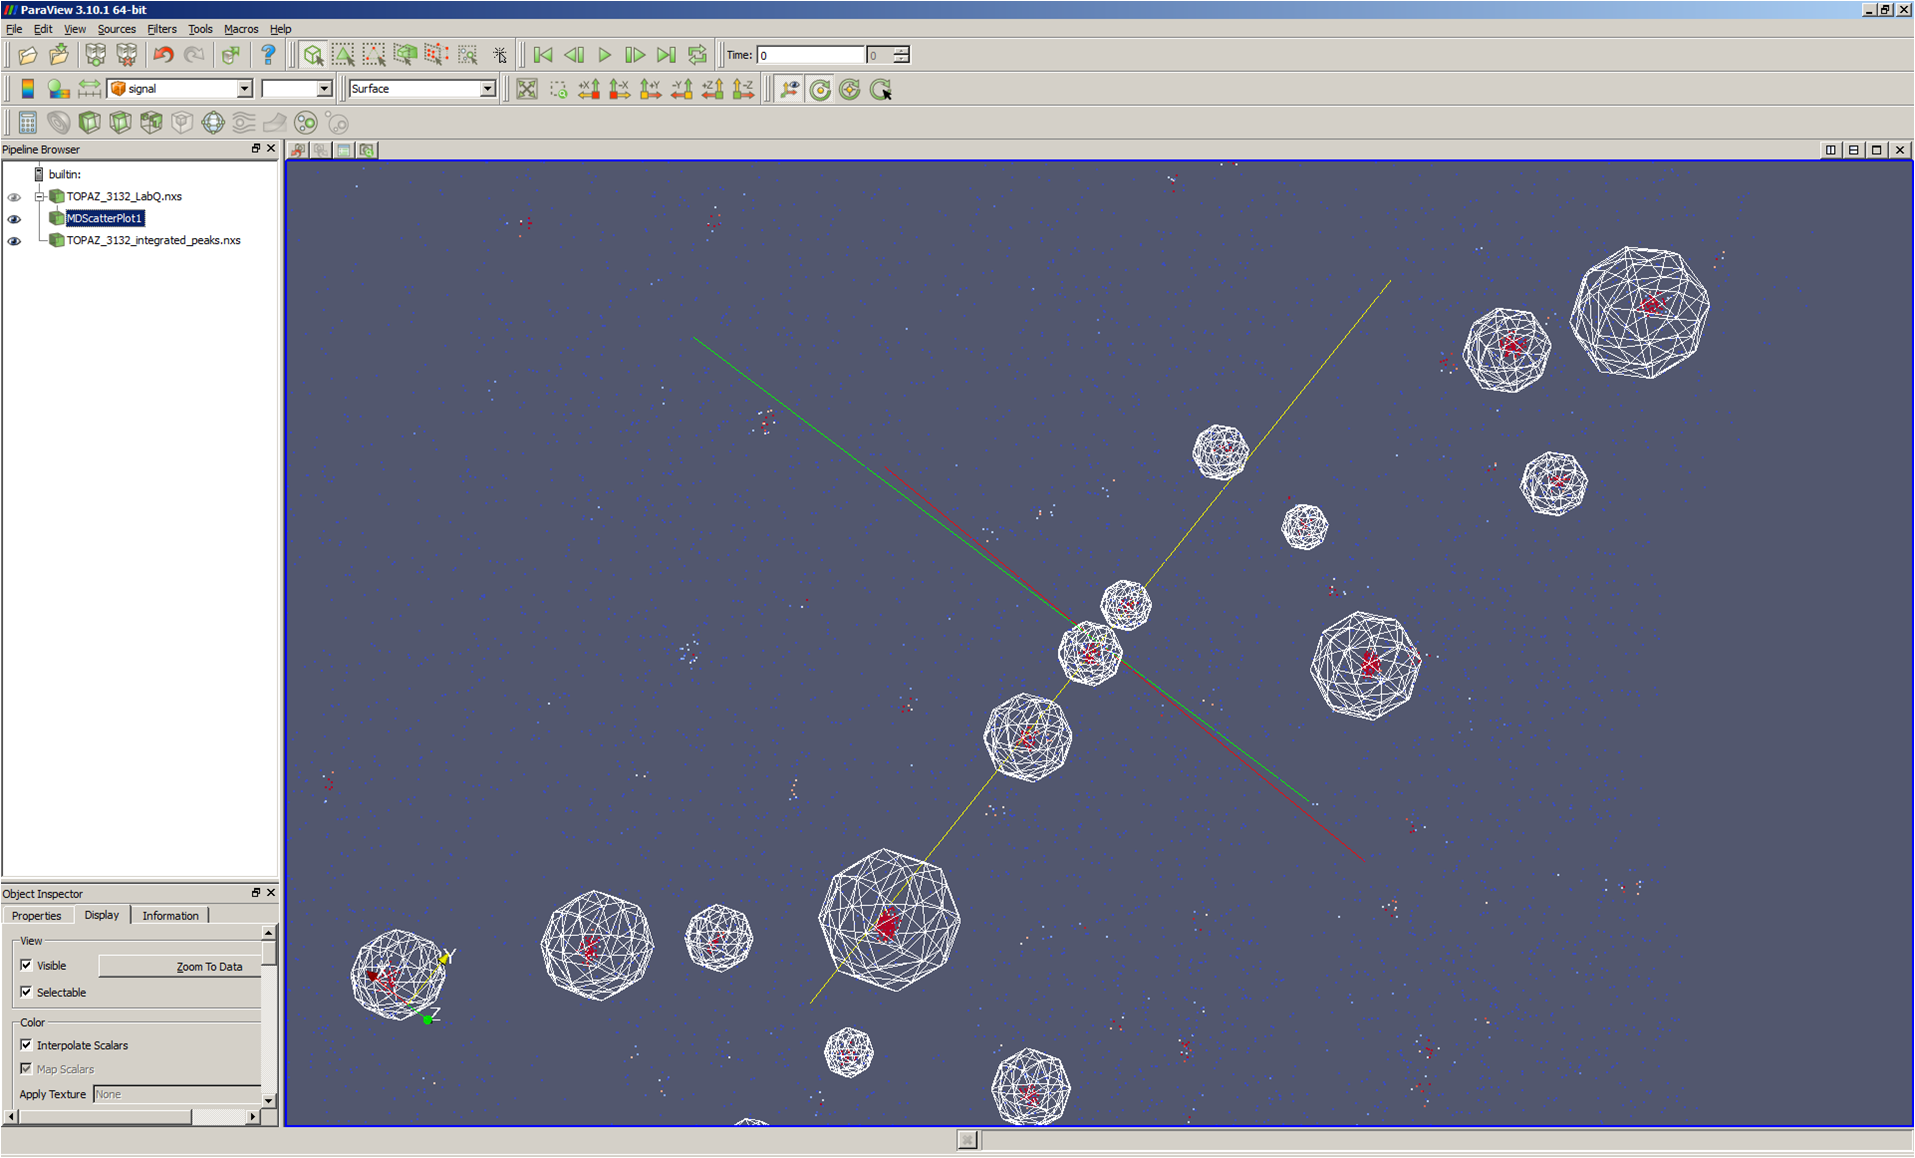 ParaView 3.10.1 64-bit
File Edit View Sources Filters Tools Macros Help
Time: 0 0
signal Surface +X -X +Y -Y +Z -Z
Pipeline Browser
builtin:
TOPAZ_3132_LabQ.nxs
MDScatterPlot1
TOPAZ_3132_integrated_peaks.nxs
Object Inspector
Properties Display Information
View
Visible Zoom To Data
Selectable
Color
Interpolate Scalars
Map Scalars
Apply Texture None
X
Y
Z